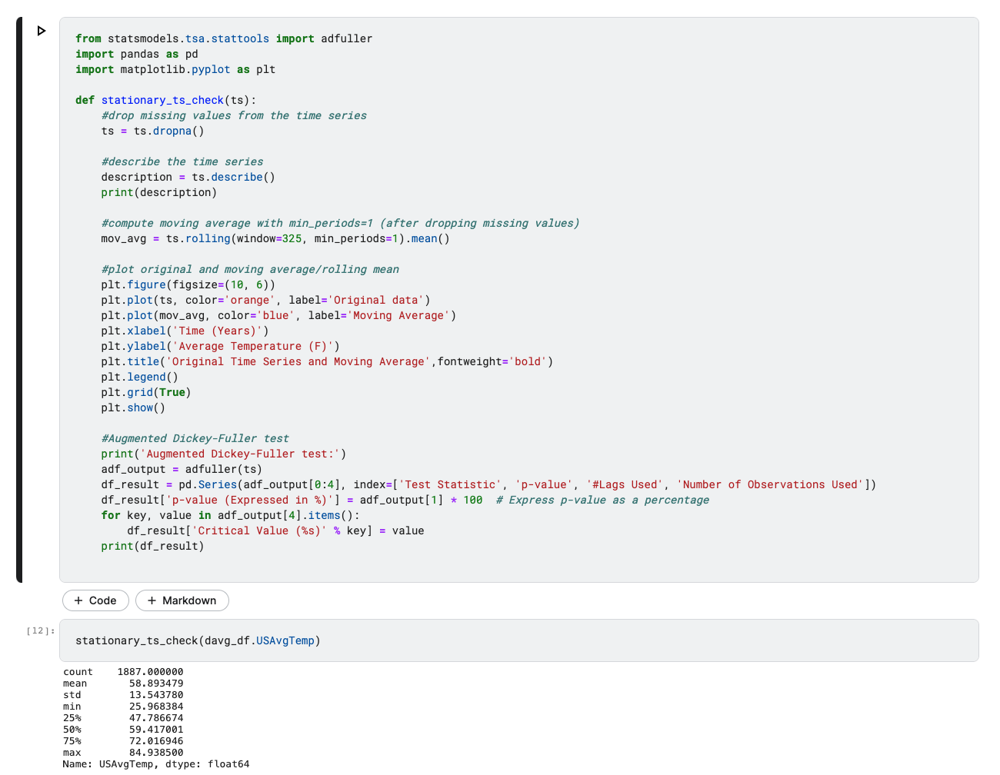 from statsmodels.tsa.stattools import adfuller
import pandas as pd
import matplotlib.pyplot as plt
def stationary_ts_check(ts):
    #drop missing values from the time series
    ts = ts.dropna()
    #describe the time series
    description = ts.describe()
    print(description)
    #compute moving average with min_periods=1 (after dropping missing values)
    mov_avg = ts.rolling(window=325, min_periods=1).mean()
    #plot original and moving average/rolling mean
    plt.figure(figsize=(10, 6))
    plt.plot(ts, color='orange', label='Original data')
    plt.plot(mov_avg, color='blue', label='Moving Average')
    plt.xlabel('Time (Years)')
    plt.ylabel('Average Temperature (F)')
    plt.title('Original Time Series and Moving Average',fontweight='bold')
    plt.legend()
    plt.grid(True)
    plt.show()
    #Augmented Dickey-Fuller test
    print('Augmented Dickey-Fuller test:')
    adf_output = adfuller(ts)
    df_result = pd.Series(adf_output[0:4], index=['Test Statistic', 'p-value', '#Lags Used', 'Number of Observations Used'])
    df_result['p-value (Expressed in %)'] = adf_output[1] * 100  # Express p-value as a percentage
    for key, value in adf_output[4].items():
        df_result['Critical Value (%s)' % key] = value
    print(df_result)
+ Code + Markdown
[12]:
stationary_ts_check(davg_df.USAvgTemp)
count    1887.000000
mean       58.893479
std        13.543780
min        25.968384
25%        47.786674
50%        59.417001
75%        72.016946
max        84.938500
Name: USAvgTemp, dtype: float64